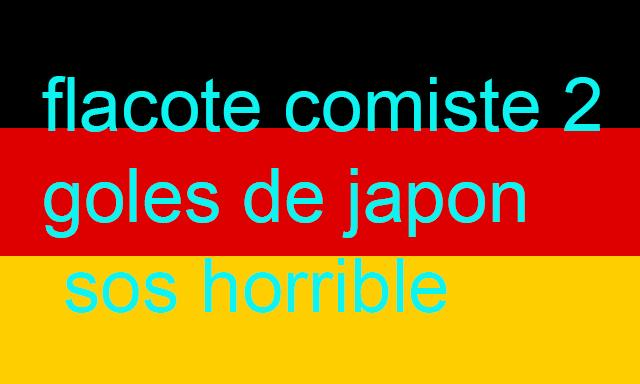 flacote comiste 2
goles de japon
sos horrible